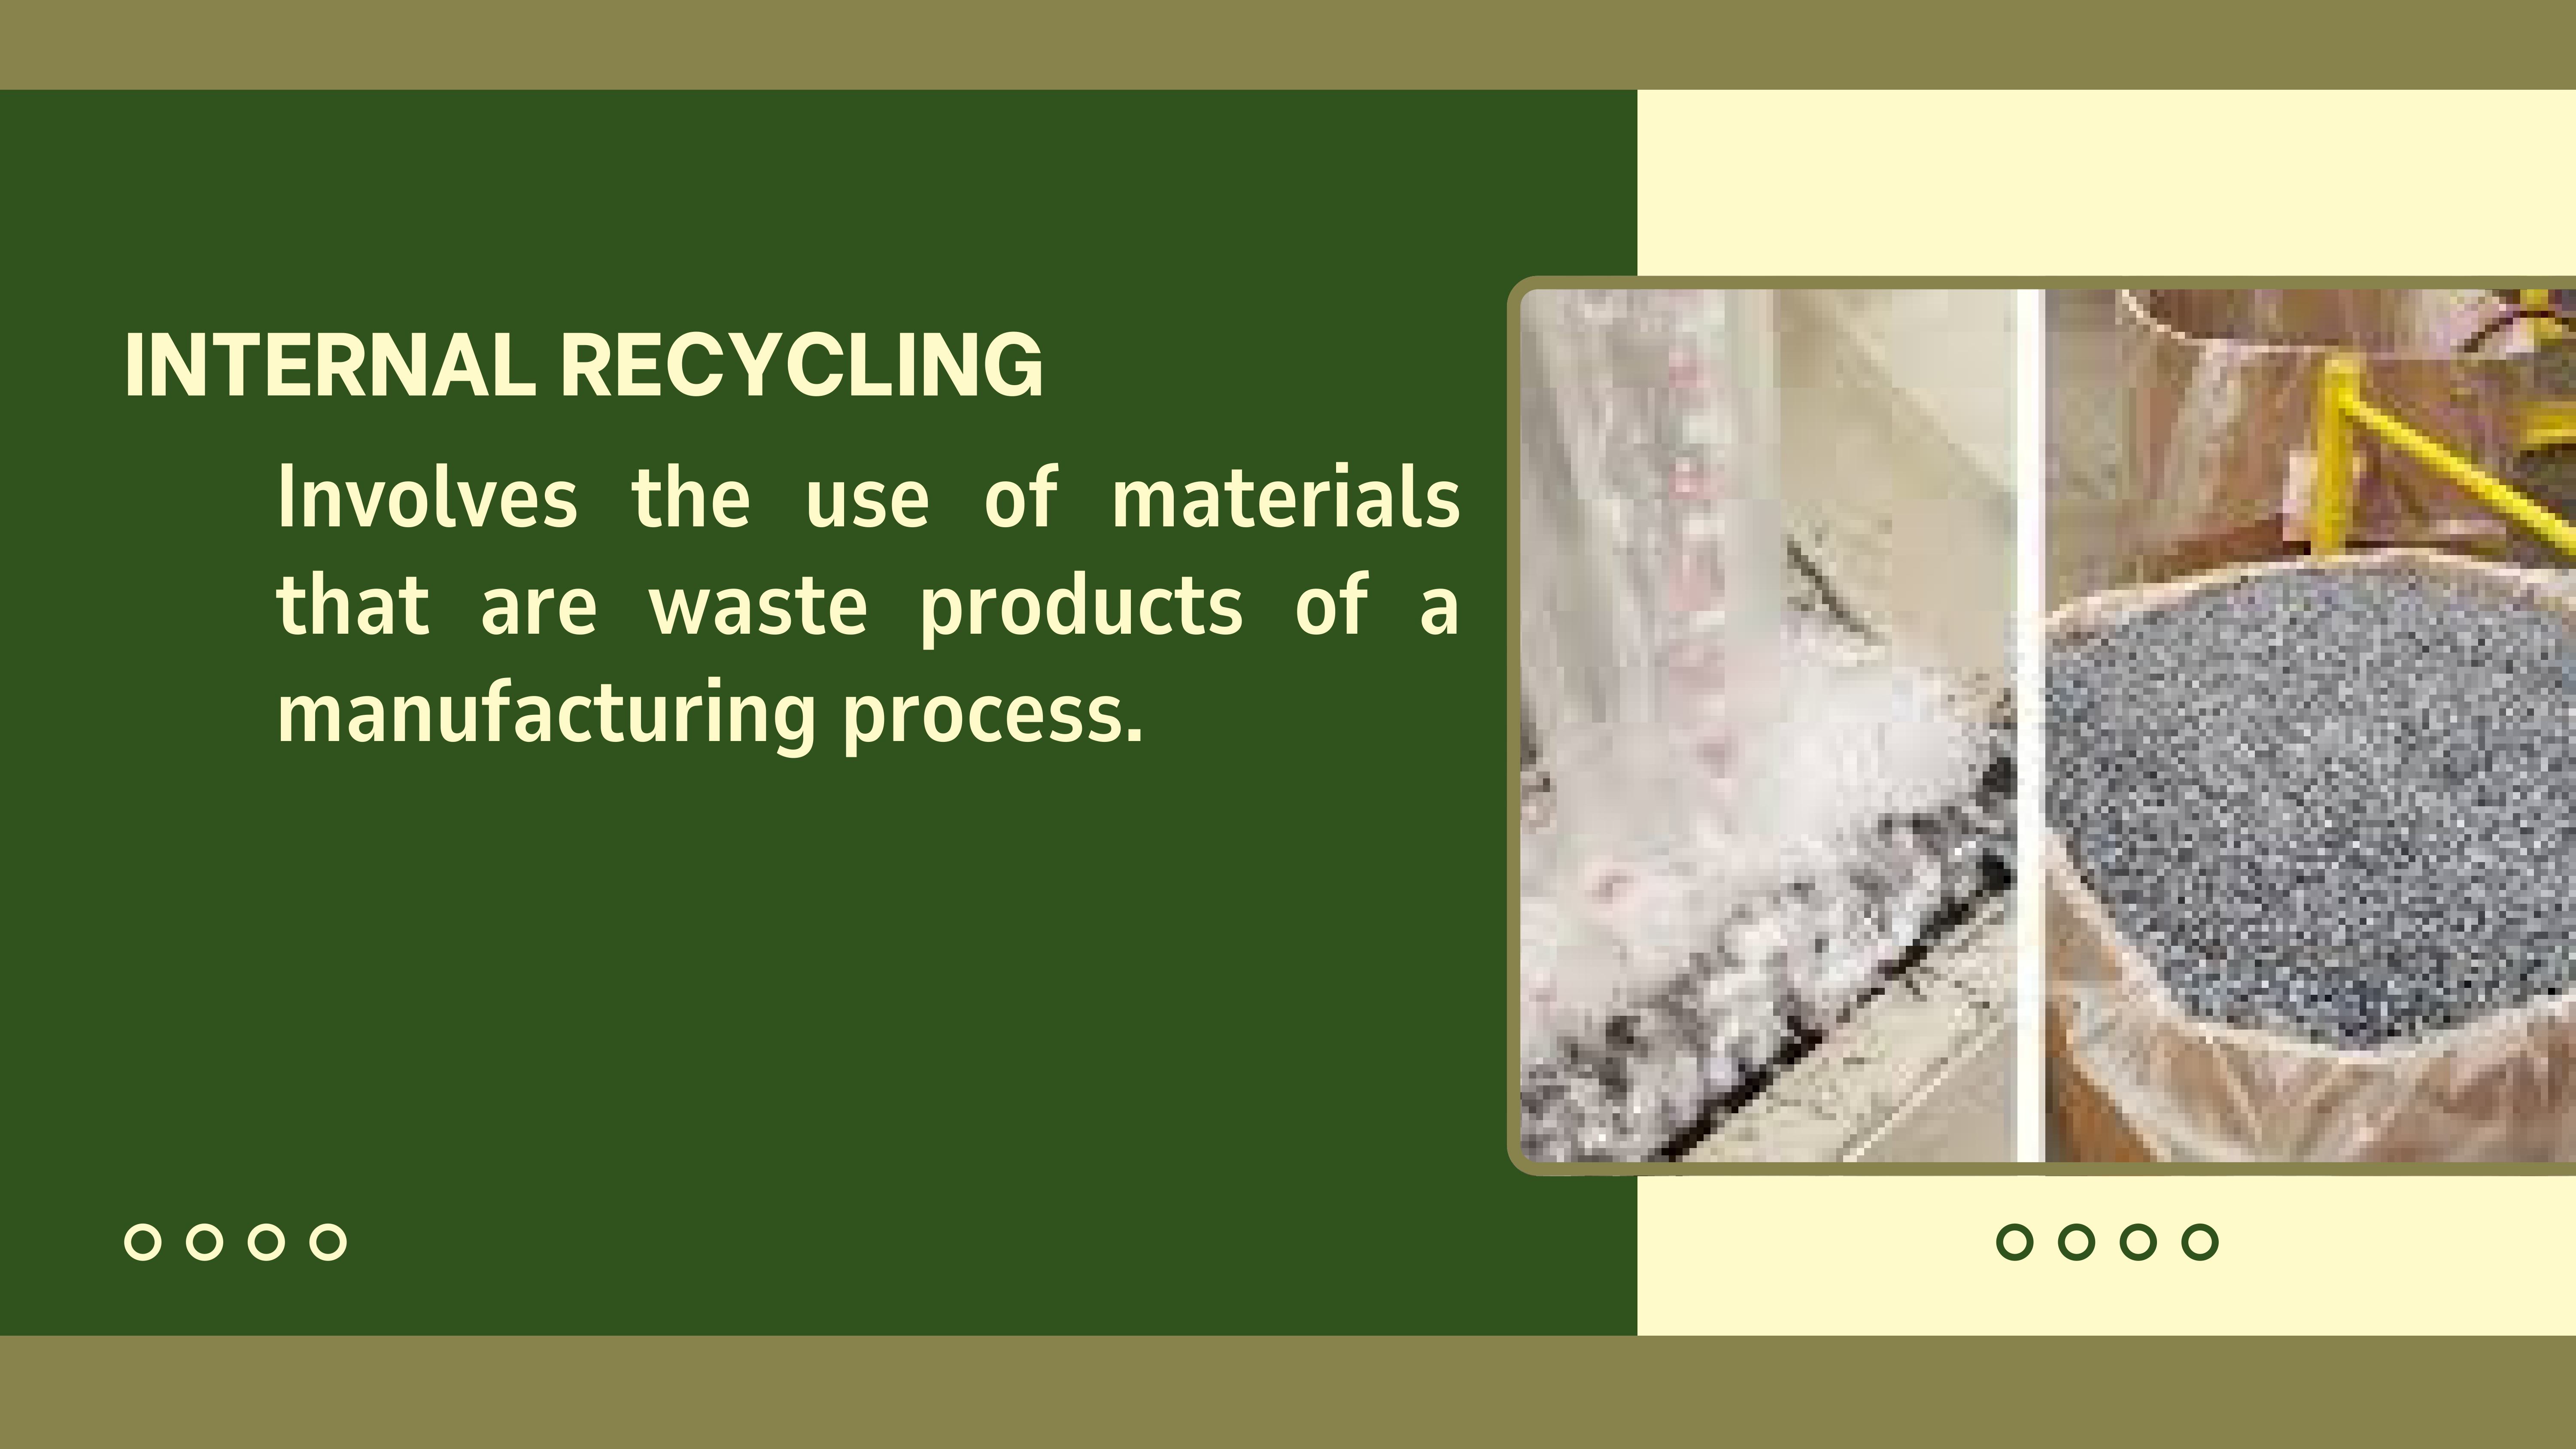 INTERNAL RECYCLING
Involves the use of materials
that are waste products of a
manufacturing process.